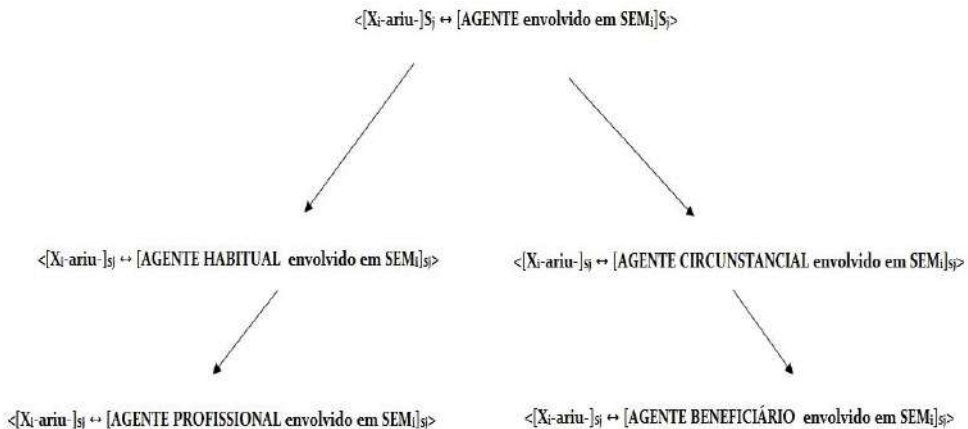 <[Xi-ariu-]Sj ↔ [AGENTE envolvido em SEMi]Sj>
<[Xi-ariu-]sj ↔ [AGENTE HABITUAL envolvido em SEMi]sj>
<[Xi-ariu-]sj ↔ [AGENTE CIRCUNSTANCIAL envolvido em SEMi]sj>
<[Xi-ariu-]sj ↔ [AGENTE PROFISSIONAL envolvido em SEMi]sj>
<[Xi-ariu-]sj ↔ [AGENTE BENEFICIÁRIO envolvido em SEMi]sj>